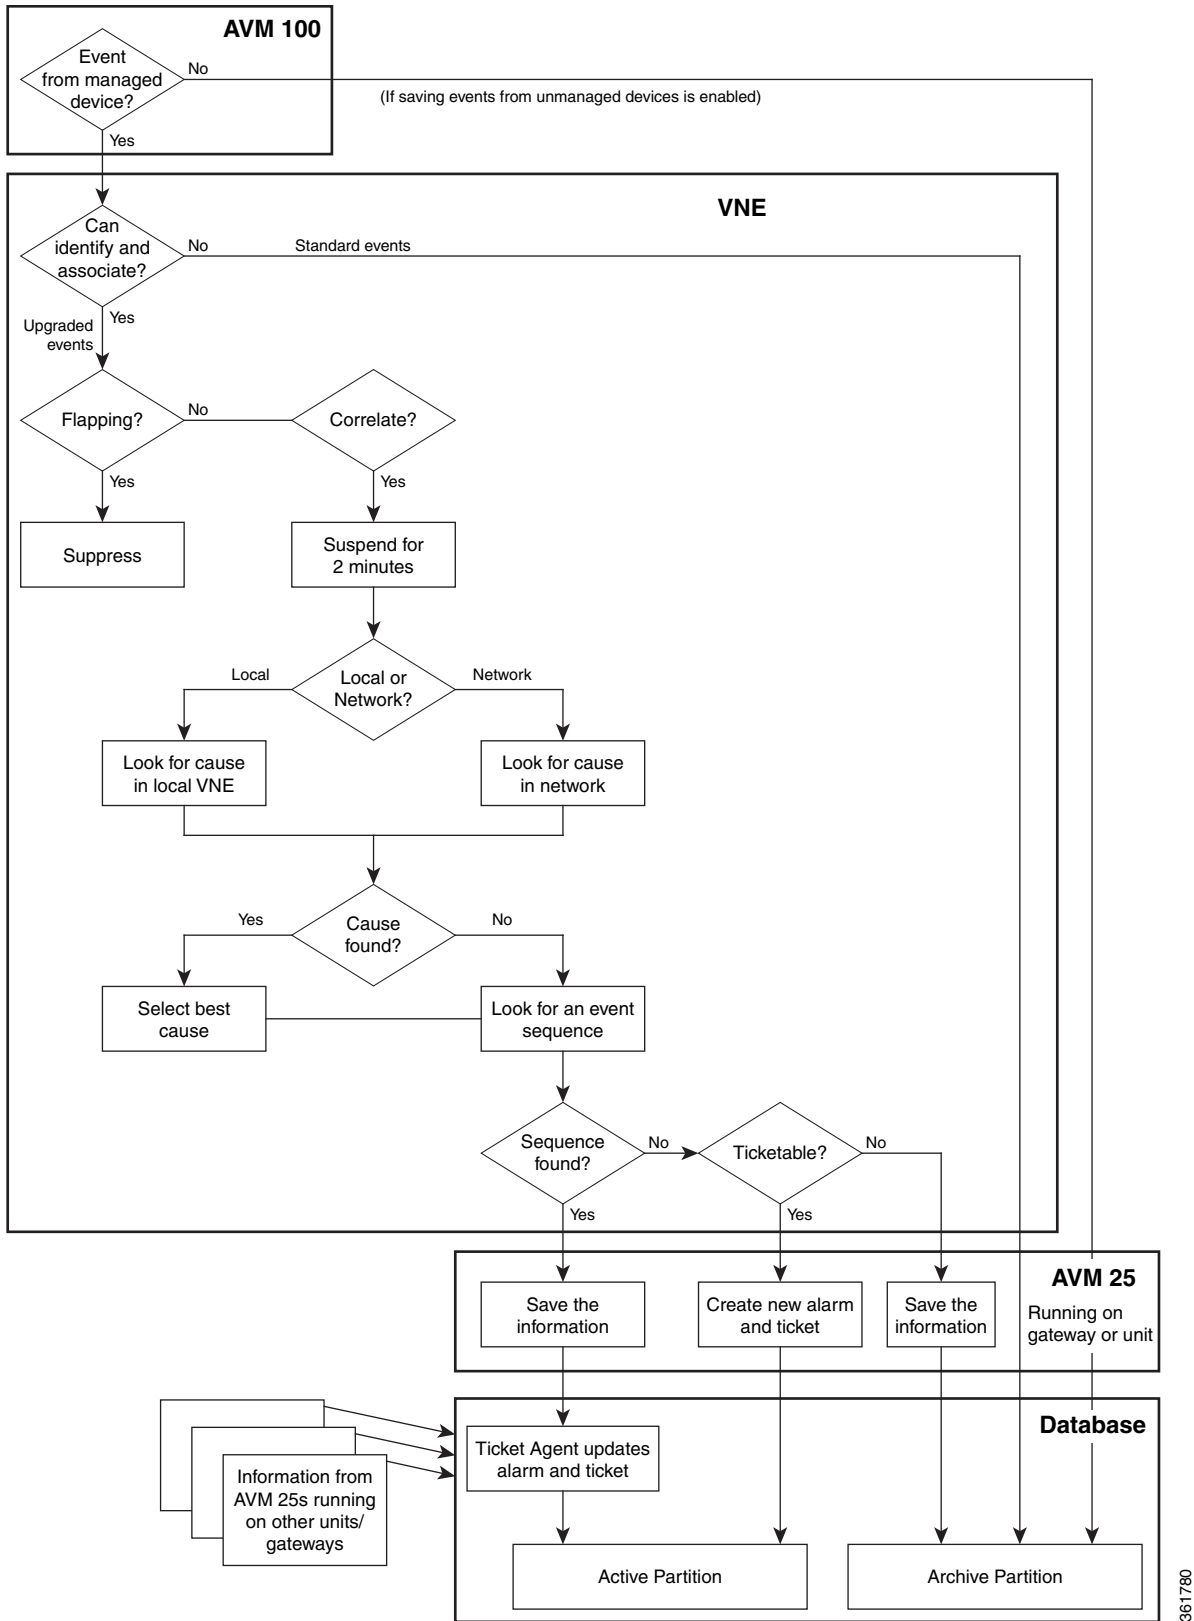 AVM 100
Event
from managed
device?
No
(If saving events from unmanaged devices is enabled)
Yes
VNE
Can
identify and
associate?
No
Standard events
Yes
Upgraded
events
Flapping?
No
Correlate?
Yes
Yes
Suppress
Suspend for
2 minutes
Local
Local or
Network?
Network
Look for cause
in local VNE
Look for cause
in network
Yes
Cause
found?
No
Select best
cause
Look for an event
sequence
Sequence
found?
No
Ticketable?
No
Yes
Yes
AVM 25
Save the
information
Create new alarm
and ticket
Save the
information
Running on
gateway or unit
Database
Ticket Agent updates
alarm and ticket
Information from
AVM 25s running
on other units/
gateways
Active Partition
Archive Partition
361780